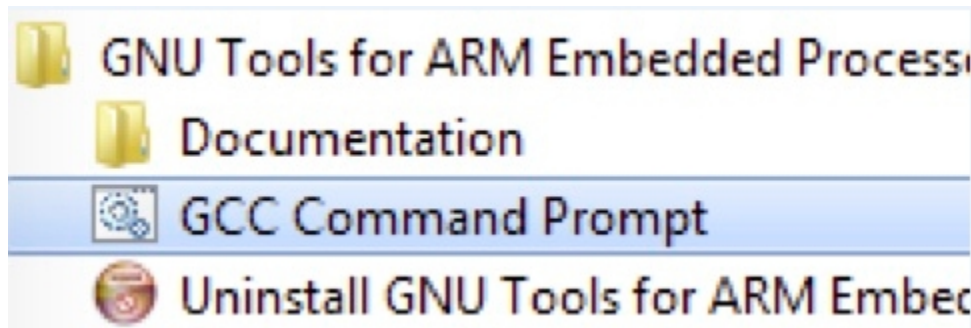 GNU Tools for ARM Embedded
Documentation
GCC Command Prompt
Uninstall GNU Tools for ARM